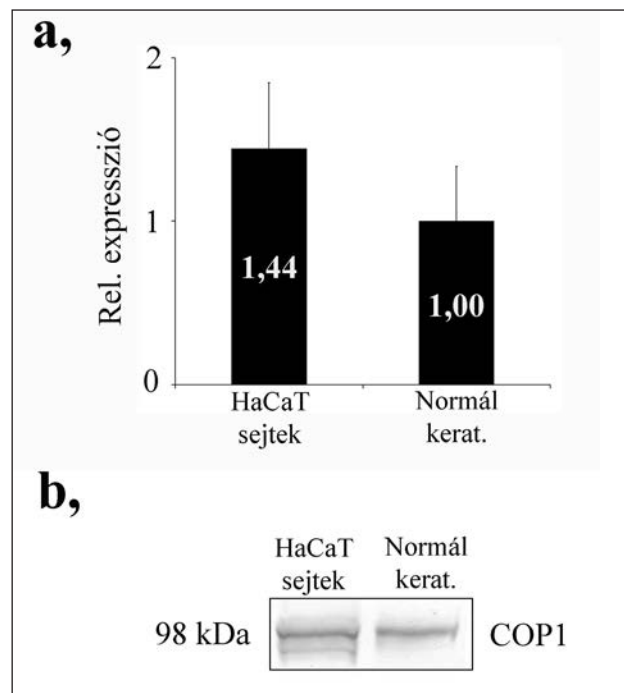 a,
2
1
0
Rel. expresszió
1,44
1,00
HaCaT
sejtek
Normál
kerat.
b,
HaCaT
sejtek
Normál
kerat.
98 kDa
COP1